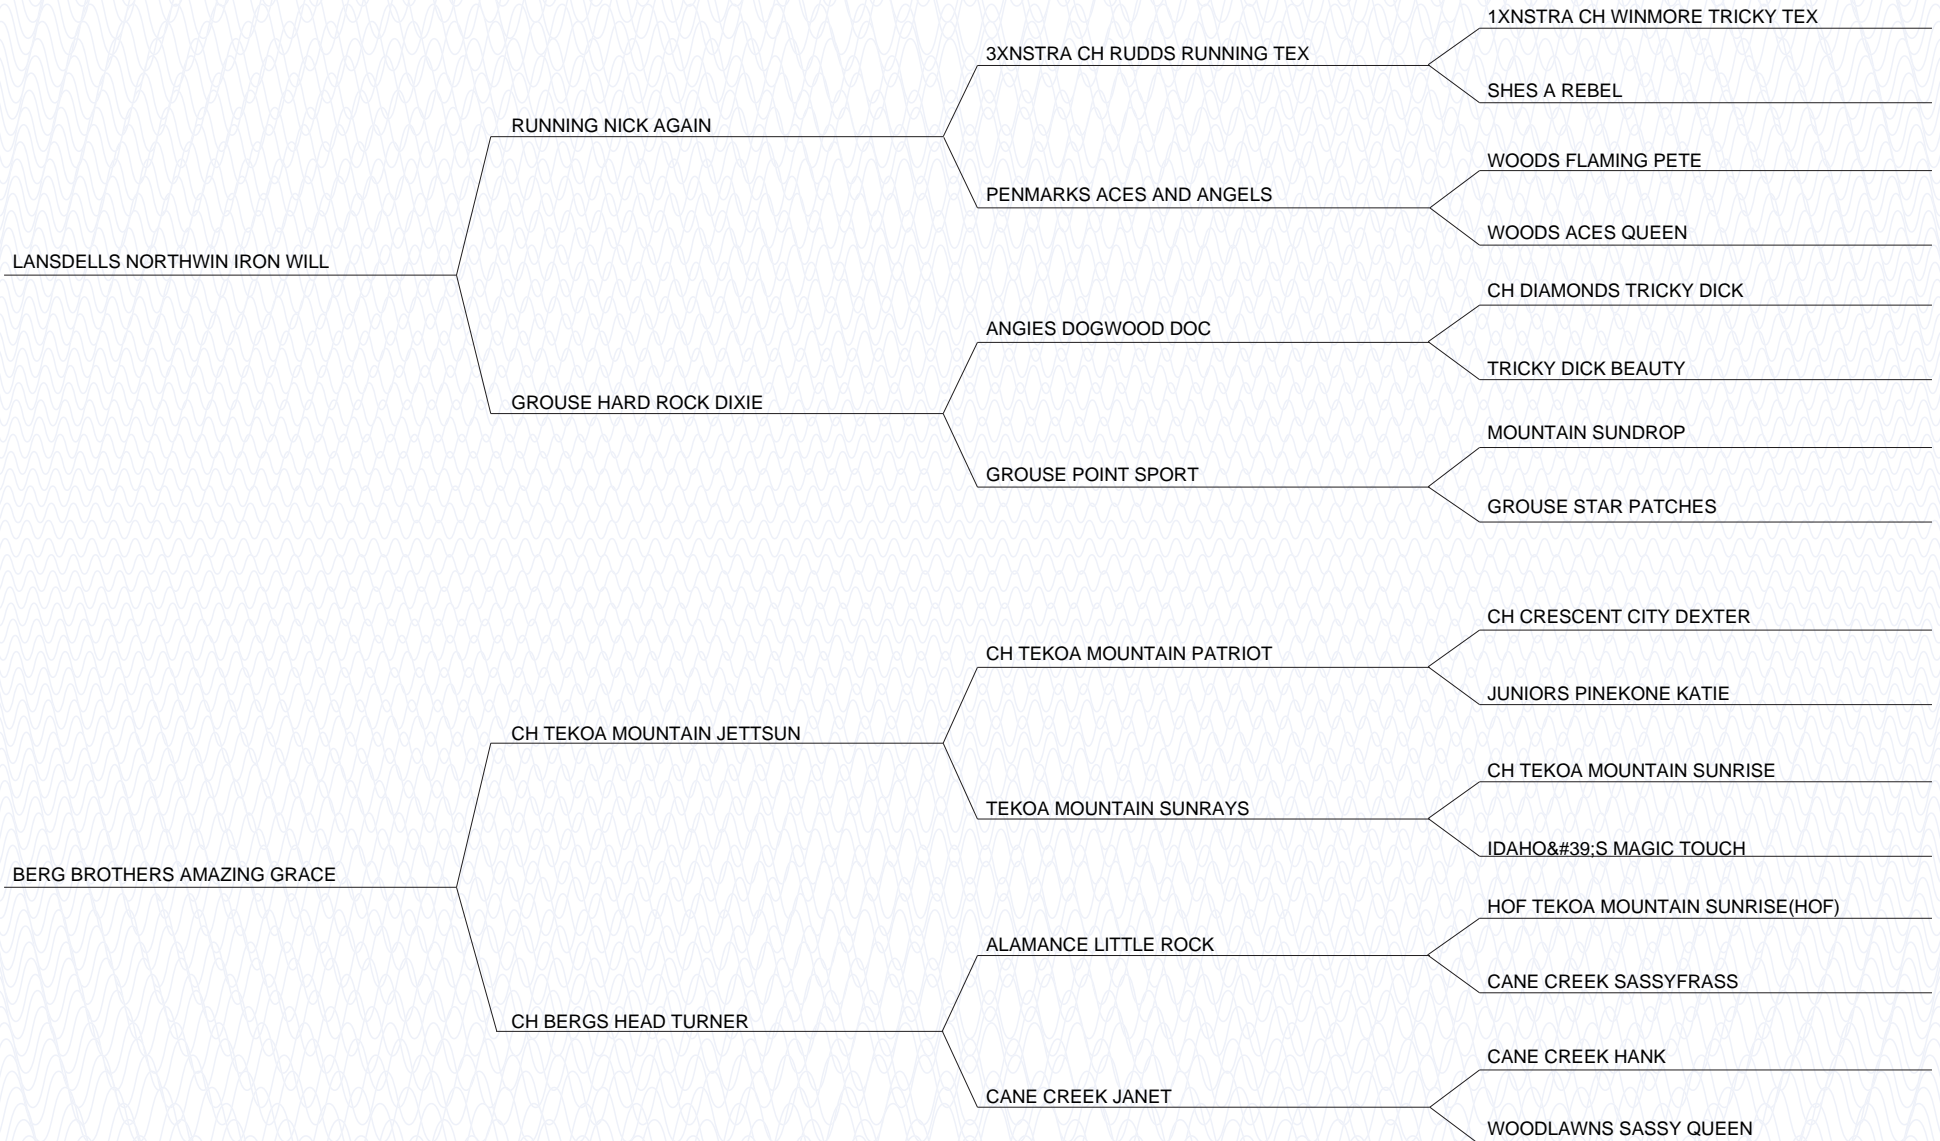 1XNSTRA CH WINMORE TRICKY TEX
3XNSTRA CH RUDDS RUNNING TEX
SHES A REBEL
RUNNING NICK AGAIN
WOODS FLAMING PETE
PENMARKS ACES AND ANGELS
WOODS ACES QUEEN
LANSDELLS NORTHWIN IRON WILL
CH DIAMONDS TRICKY DICK
ANGIES DOGWOOD DOC
TRICKY DICK BEAUTY
GROUSE HARD ROCK DIXIE
MOUNTAIN SUNDROP
GROUSE POINT SPORT
GROUSE STAR PATCHES
CH CRESCENT CITY DEXTER
CH TEKOA MOUNTAIN PATRIOT
JUNIORS PINEKONE KATIE
CH TEKOA MOUNTAIN JETTSUN
CH TEKOA MOUNTAIN SUNRISE
TEKOA MOUNTAIN SUNRAYS
IDAHO&#39;S MAGIC TOUCH
BERG BROTHERS AMAZING GRACE
HOF TEKOA MOUNTAIN SUNRISE(HOF)
ALAMANCE LITTLE ROCK
CANE CREEK SASSYFRASS
CH BERGS HEAD TURNER
CANE CREEK HANK
CANE CREEK JANET
WOODLAWNS SASSY QUEEN